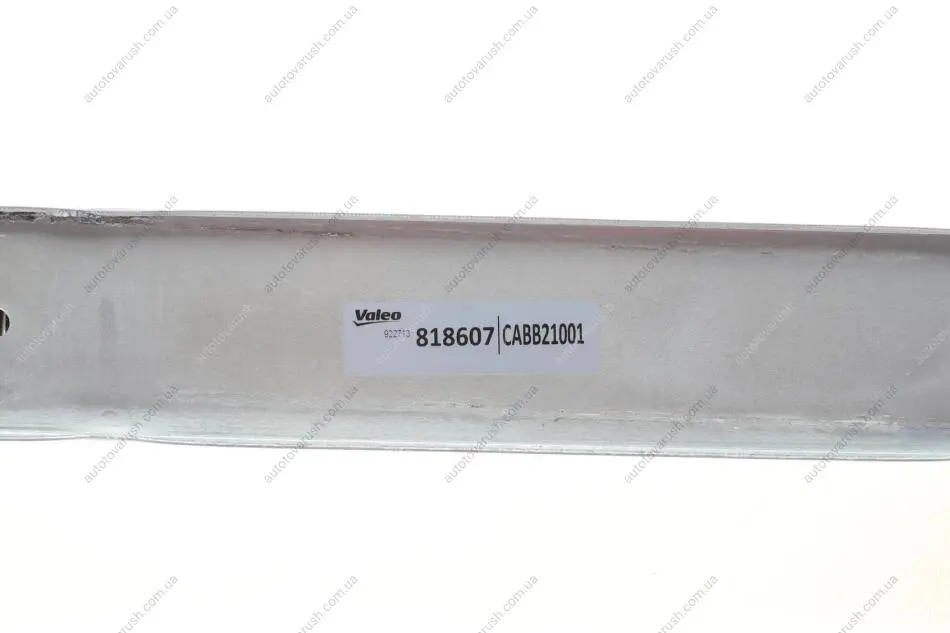 Valeo
922713 818607 | CABB21001
autotovarush.com.ua